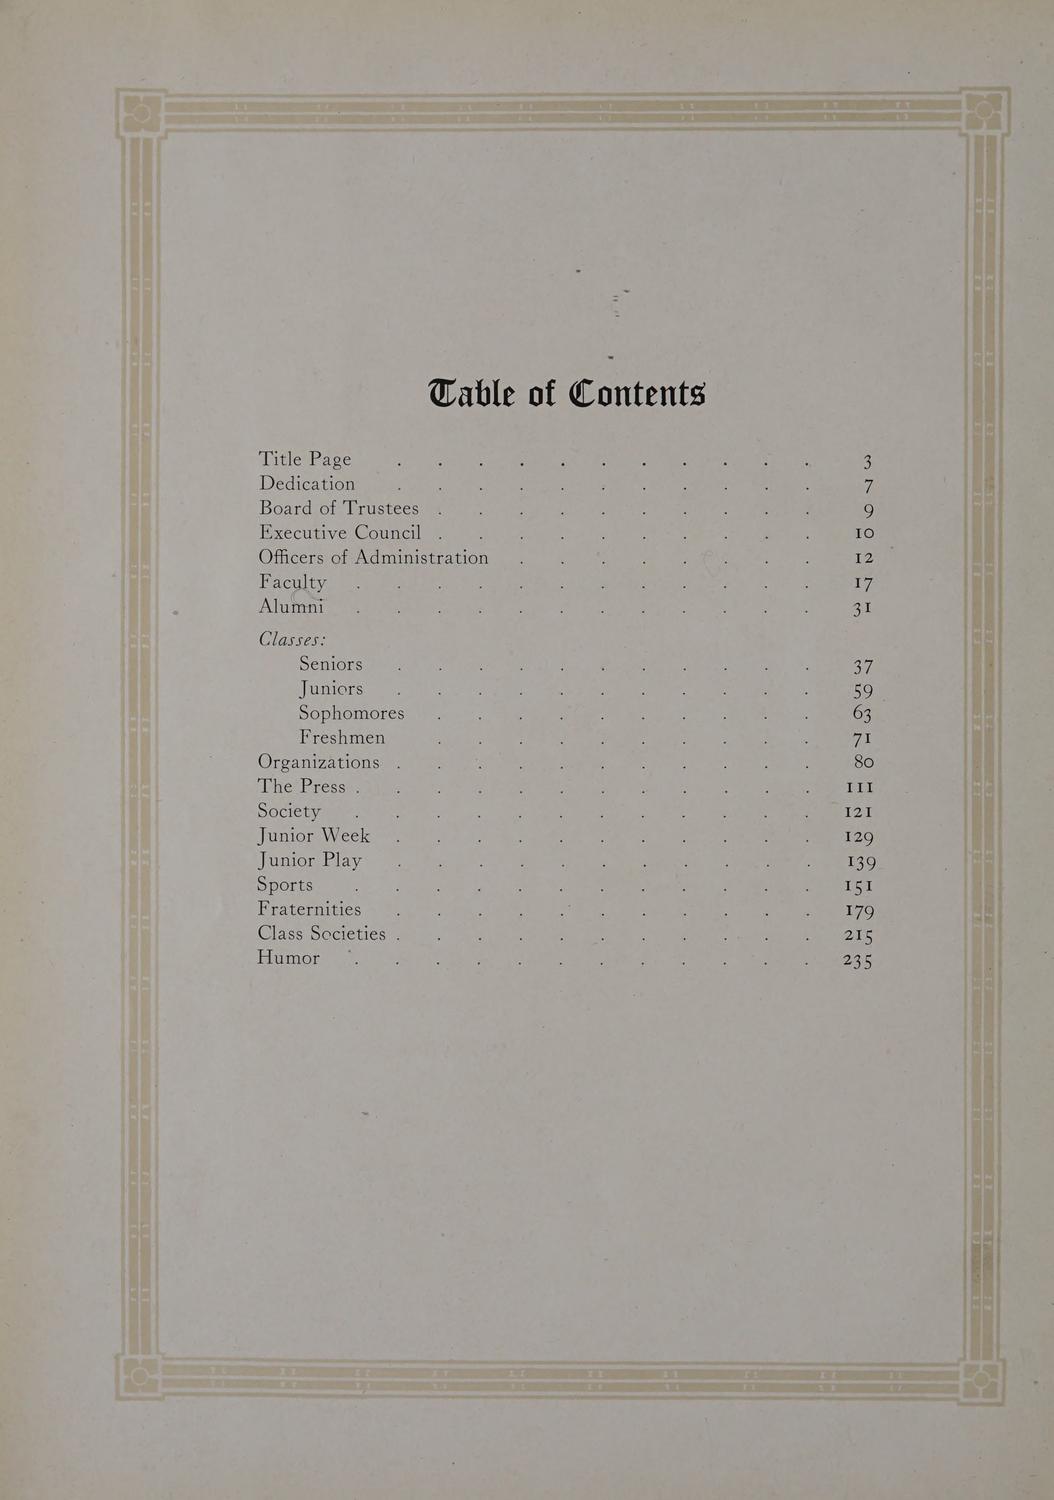 Table of Contents
Title Page . . . . . . . . . . . 3
Dedication . . . . . . . . . . . 7
Board of Trustees . . . . . . . . . . 9
Executive Council . . . . . . . . . . 10
Officers of Administration . . . . . . . . 12
Faculty . . . . . . . . . . . . 17
Alumni . . . . . . . . . . . . 31
Classes:
Seniors . . . . . . . . . . . 37
Juniors . . . . . . . . . . . 59
Sophomores . . . . . . . . . . 63
Freshmen . . . . . . . . . . 71
Organizations . . . . . . . . . . . 80
The Press . . . . . . . . . . . . 111
Society . . . . . . . . . . . . 121
Junior Week . . . . . . . . . . . 129
Junior Play . . . . . . . . . . . 139
Sports . . . . . . . . . . . . 151
Fraternities . . . . . . . . . . . 179
Class Societies . . . . . . . . . . . 215
Humor . . . . . . . . . . . . 235